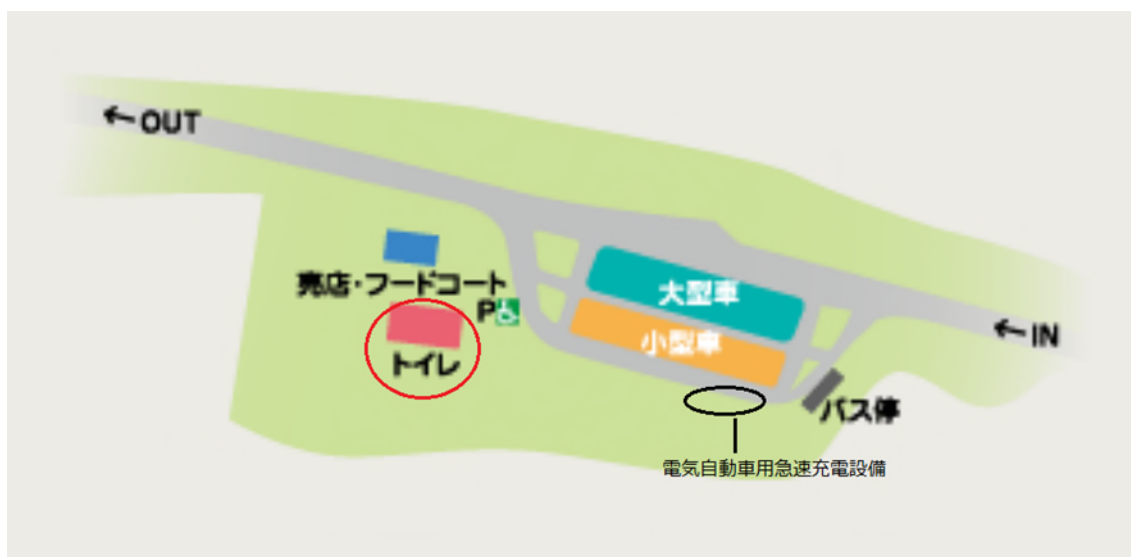 ←OUT
売店・フードコート
P
トイレ
大型車
小型車
←IN
バス停
電気自動車用急速充電設備